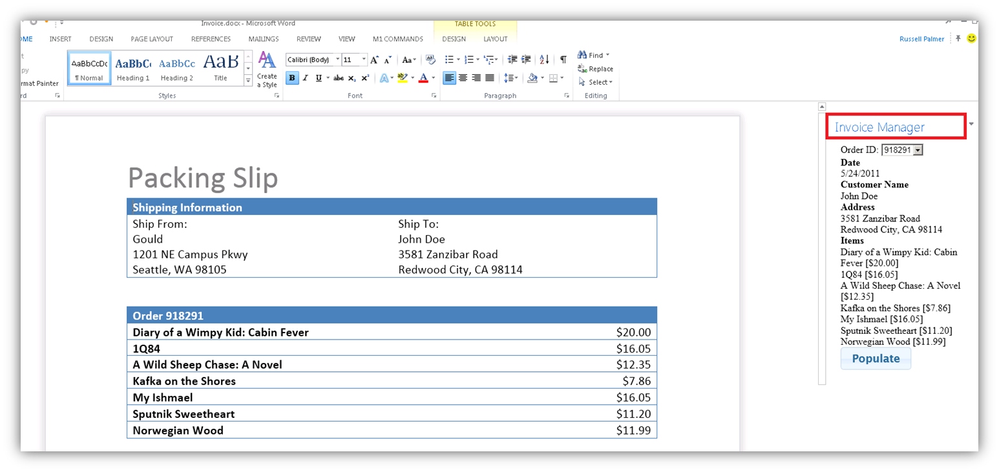 Invoice.docx - Microsoft Word
TABLE TOOLS
OME INSERT DESIGN PAGE LAYOUT REFERENCES MAILINGS REVIEW VIEW M1 COMMANDS DESIGN LAYOUT Russell Palmer
t
py
rmat Painter
rd
AaBbCcDc AaBbC AaBbCc AaB
¶ Normal Heading 1 Heading 2 Title
Create
a Style
Styles
Calibri (Body) 11 A A Aa
B I U abc X₂ X² A ab A
Font
Paragraph
Find
Replace
Select
Editing
Packing Slip
Shipping Information
Ship From: Ship To:
Gould John Doe
1201 NE Campus Pkwy 3581 Zanzibar Road
Seattle, WA 98105 Redwood City, CA 98114
Order 918291
Diary of a Wimpy Kid: Cabin Fever $20.00
1Q84 $16.05
A Wild Sheep Chase: A Novel $12.35
Kafka on the Shores $7.86
My Ishmael $16.05
Sputnik Sweetheart $11.20
Norwegian Wood $11.99
Invoice Manager
Order ID: 918291
Date
5/24/2011
Customer Name
John Doe
Address
3581 Zanzibar Road
Redwood City, CA 98114
Items
Diary of a Wimpy Kid: Cabin
Fever [$20.00]
1Q84 [$16.05]
A Wild Sheep Chase: A Novel
[$12.35]
Kafka on the Shores [$7.86]
My Ishmael [$16.05]
Sputnik Sweetheart [$11.20]
Norwegian Wood [$11.99]
Populate